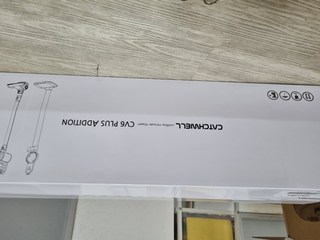 CATCHWELL CV6 PLUS ADDITION